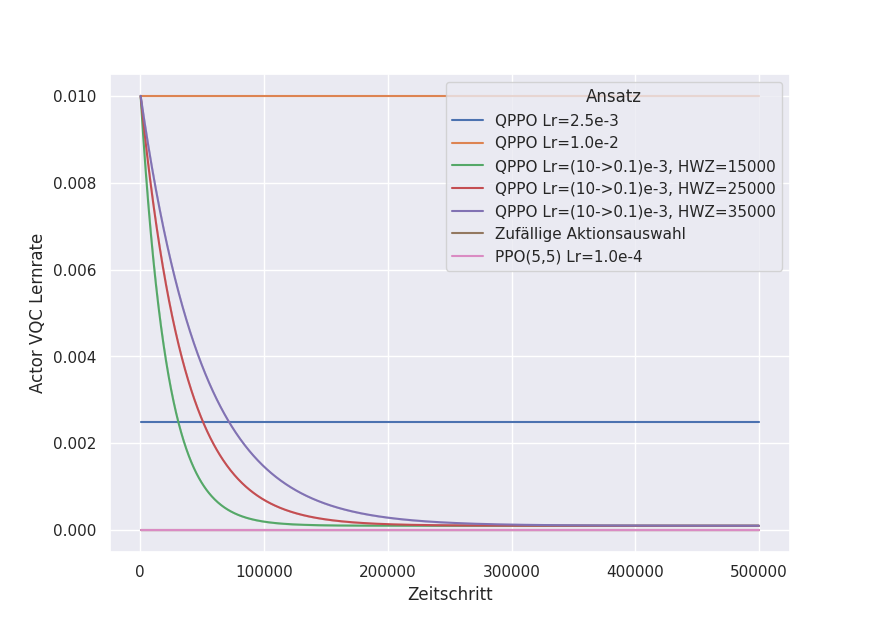 Ansatz
QPPO Lr=2.5e-3
QPPO Lr=1.0e-2
QPPO Lr=(10->0.1)e-3, HWZ=15000
QPPO Lr=(10->0.1)e-3, HWZ=25000
QPPO Lr=(10->0.1)e-3, HWZ=35000
Zufällige Aktionsauswahl
PPO(5,5) Lr=1.0e-4
Actor VQC Lernrate
0.010
0.008
0.006
0.004
0.002
0.000
0 100000 200000 300000 400000 500000
Zeitschritt